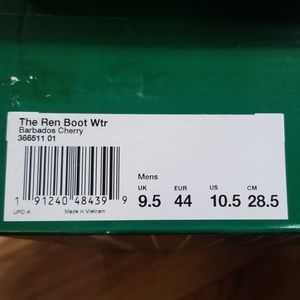 The Ren Boot Wtr
Barbados Cherry
366511 01
Mens
UK EUR US CM
9.5 44 10.5 28.5
1 91240 48439 9
UPC-A Made in Vietnam